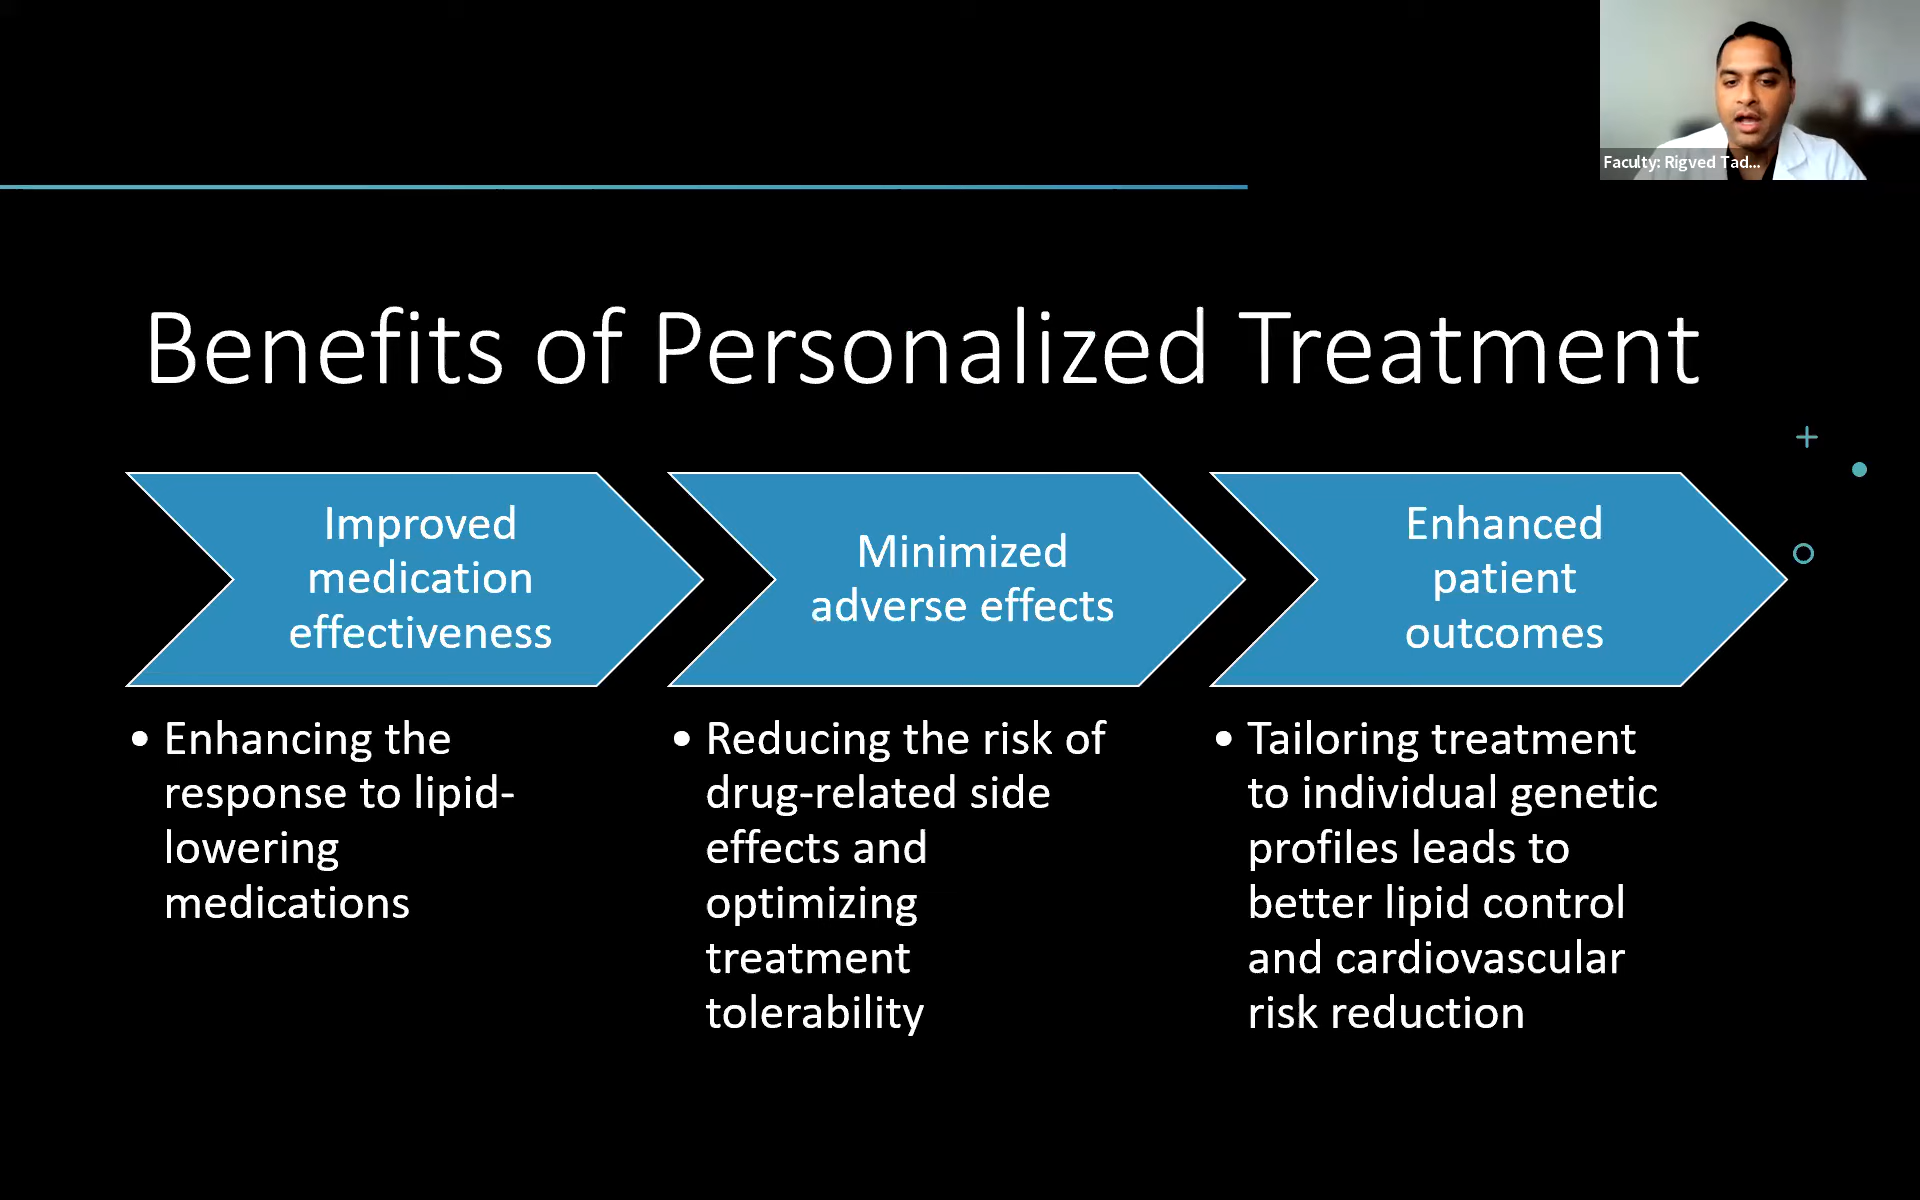 Faculty: Rigved Tad...
Benefits of Personalized Treatment
Improved
medication
effectiveness
• Enhancing the
response to lipid-
lowering
medications
Minimized
adverse effects
• Reducing the risk of
drug-related side
effects and
optimizing
treatment
tolerability
Enhanced
patient
outcomes
• Tailoring treatment
to individual genetic
profiles leads to
better lipid control
and cardiovascular
risk reduction